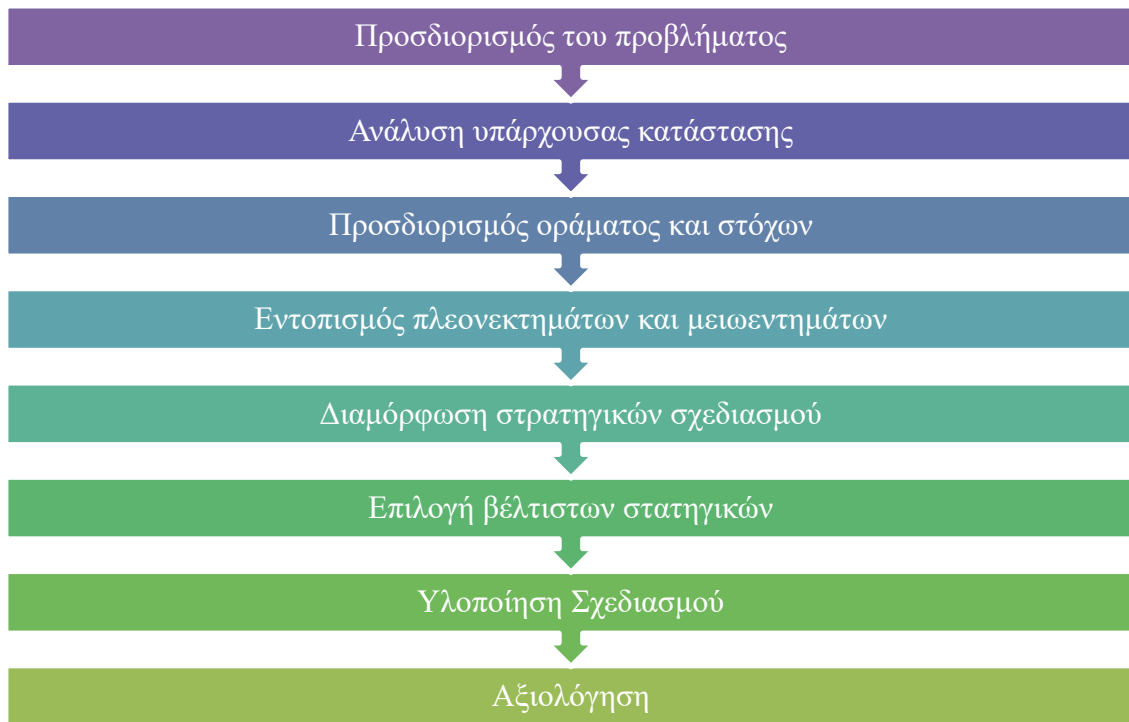 Προσδιορισμός του προβλήματος
Ανάλυση υπάρχουσας κατάστασης
Προσδιορισμός οράματος και στόχων
Εντοπισμός πλεονεκτημάτων και μειωεντημάτων
Διαμόρφωση στρατηγικών σχεδιασμού
Επιλογή βέλτιστων στατηγικών
Υλοποίηση Σχεδιασμού
Αξιολόγηση